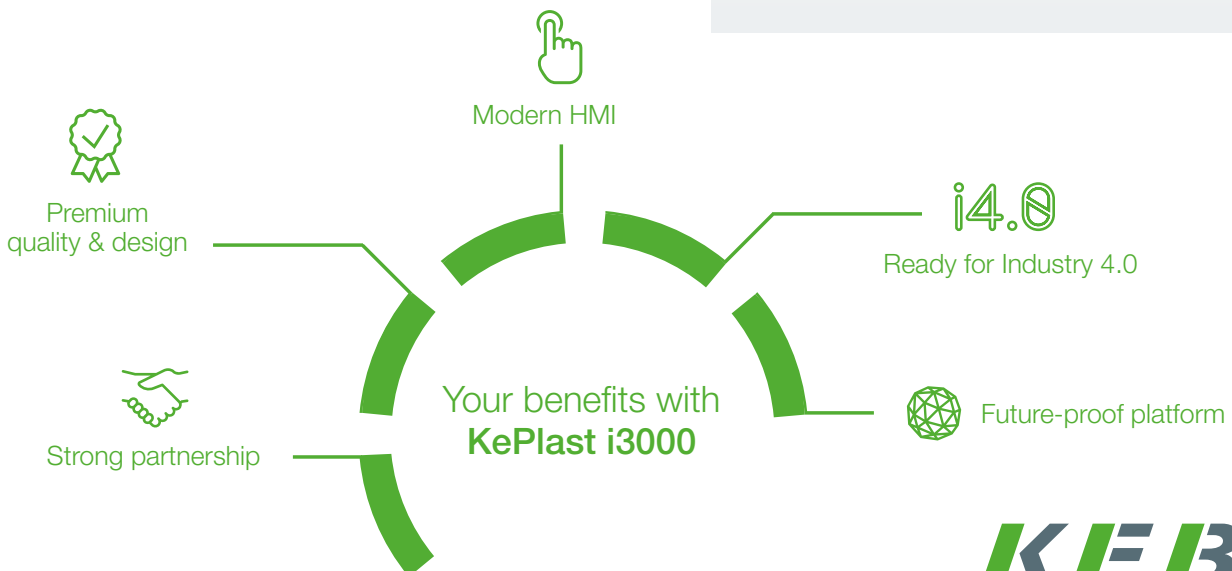 Modern HMI
Premium
quality & design
i4.0
Ready for Industry 4.0
Your benefits with
KePlast i3000
Future-proof platform
Strong partnership